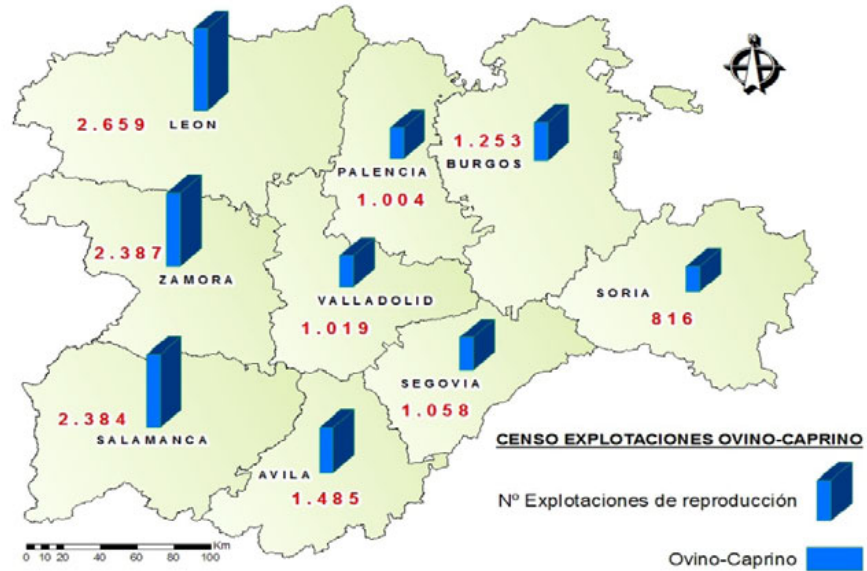 2.659 LEON
PALENCIA
1.004
1.253
BURGOS
2.387
ZAMORA
VALLADOLID
1.019
SORIA
816
SEGOVIA
1.058
2.384
SALAMANCA
AVILA
1.485
CENSO EXPLOTACIONES OVINO-CAPRINO
Nº Explotaciones de reproducción
Ovino-Caprino
Km
0 10 20 40 60 80 100